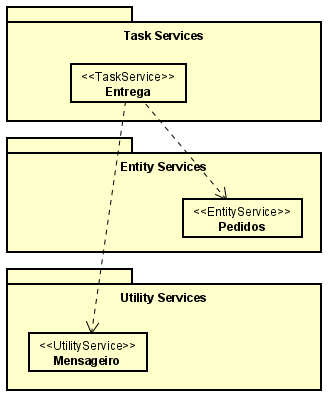 Task Services
<<TaskService>>
Entrega
Entity Services
<<EntityService>>
Pedidos
Utility Services
<<UtilityService>>
Mensageiro